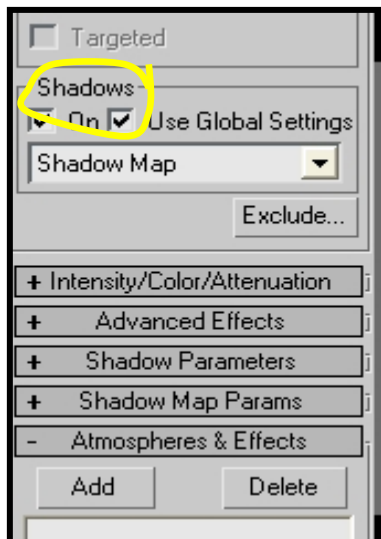 Targeted
Shadows
On Use Global Settings
Shadow Map
Exclude...
+ Intensity/Color/Attenuation
+ Advanced Effects
+ Shadow Parameters
+ Shadow Map Params
- Atmospheres & Effects
Add Delete